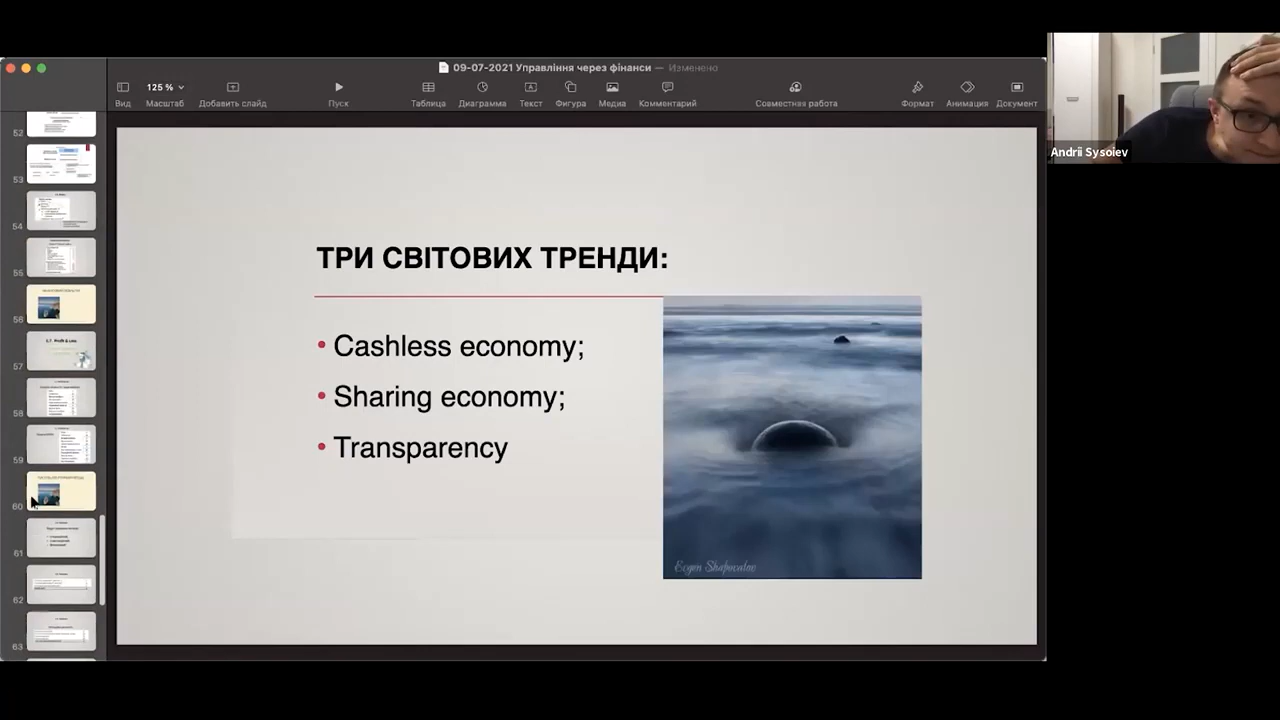 09-07-2021 Управління через фінанси — Изменено
125 %
Вид
Масштаб
Добавить слайд
Пуск
Таблица
Диаграмма
Текст
Фигура
Медиа
Комментарий
Совместная работа
Формат
Анимация
Документ
52
53
54
55
56
57
58
59
60
61
62
63
ТРИ СВІТОВИХ ТРЕНДИ:
• Cashless economy;
• Sharing economy;
• Transparency
Evgen Shapovalov
Andrii Sysoiev